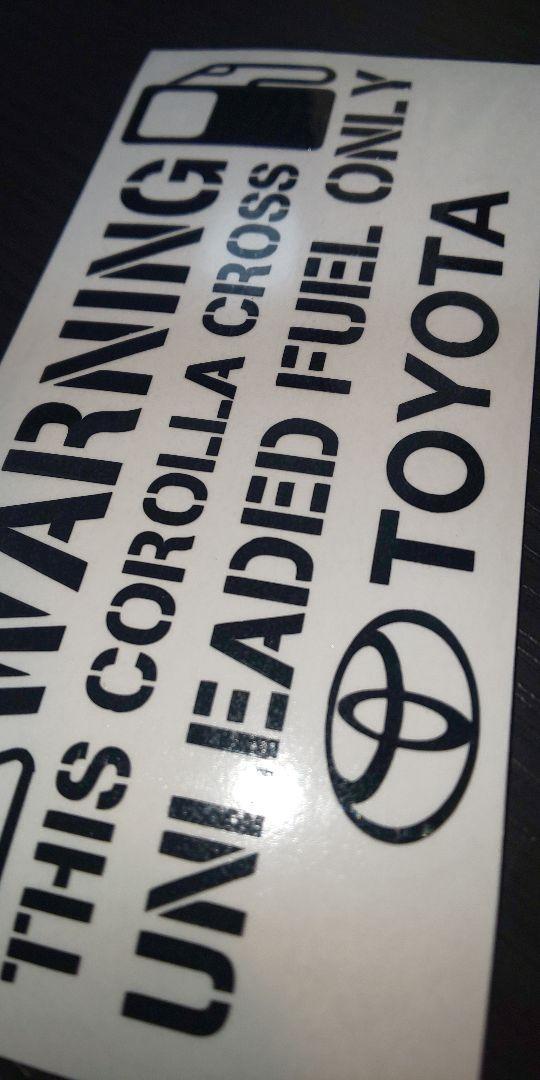 WARNING
THIS COROLLA CROSS
UNLEADED FUEL ONLY
TOYOTA